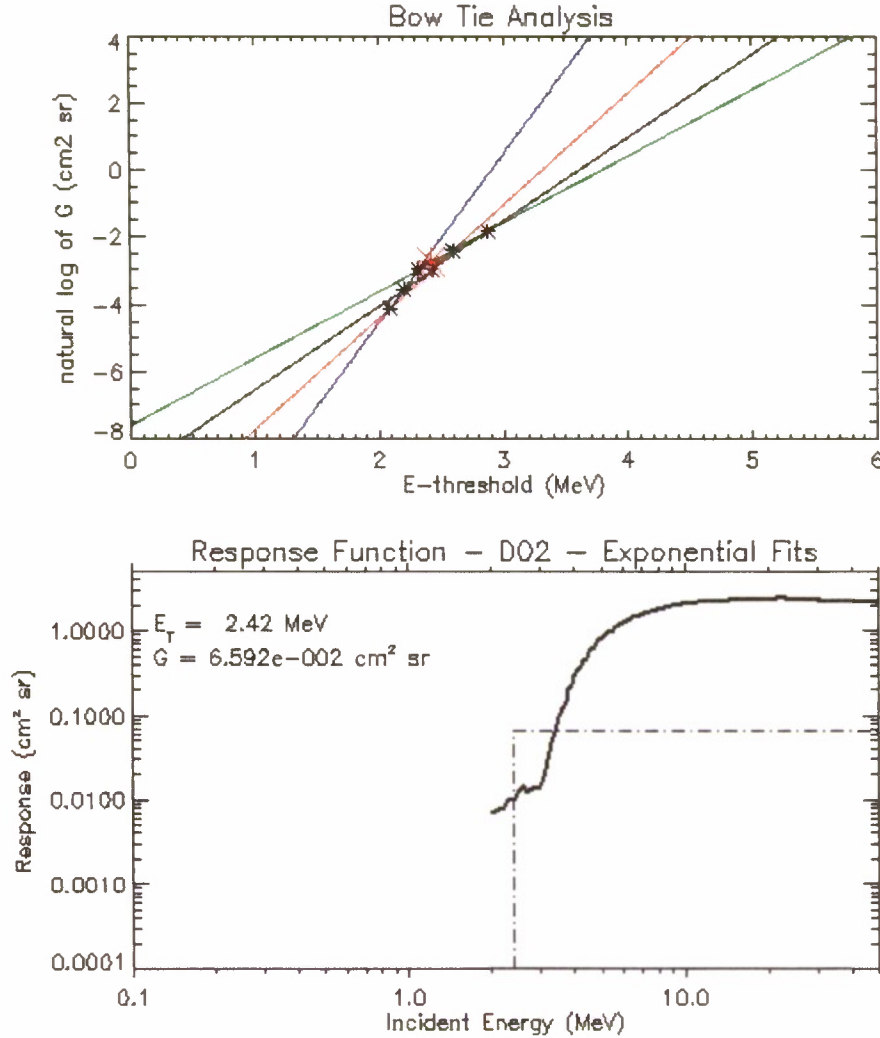 Bow Tie Analysis
natural log of G (cm2 sr)
4
2
0
-2
-4
-6
-8
0 1 2 3 4 5 6
E-threshold (MeV)
Response Function - DO2 - Exponential Fits
E_T = 2.42 MeV
G = 6.592e-002 cm² sr
Response (cm² sr)
1.0000
0.1000
0.0100
0.0010
0.0001
0.1 1.0 10.0
Incident Energy (MeV)